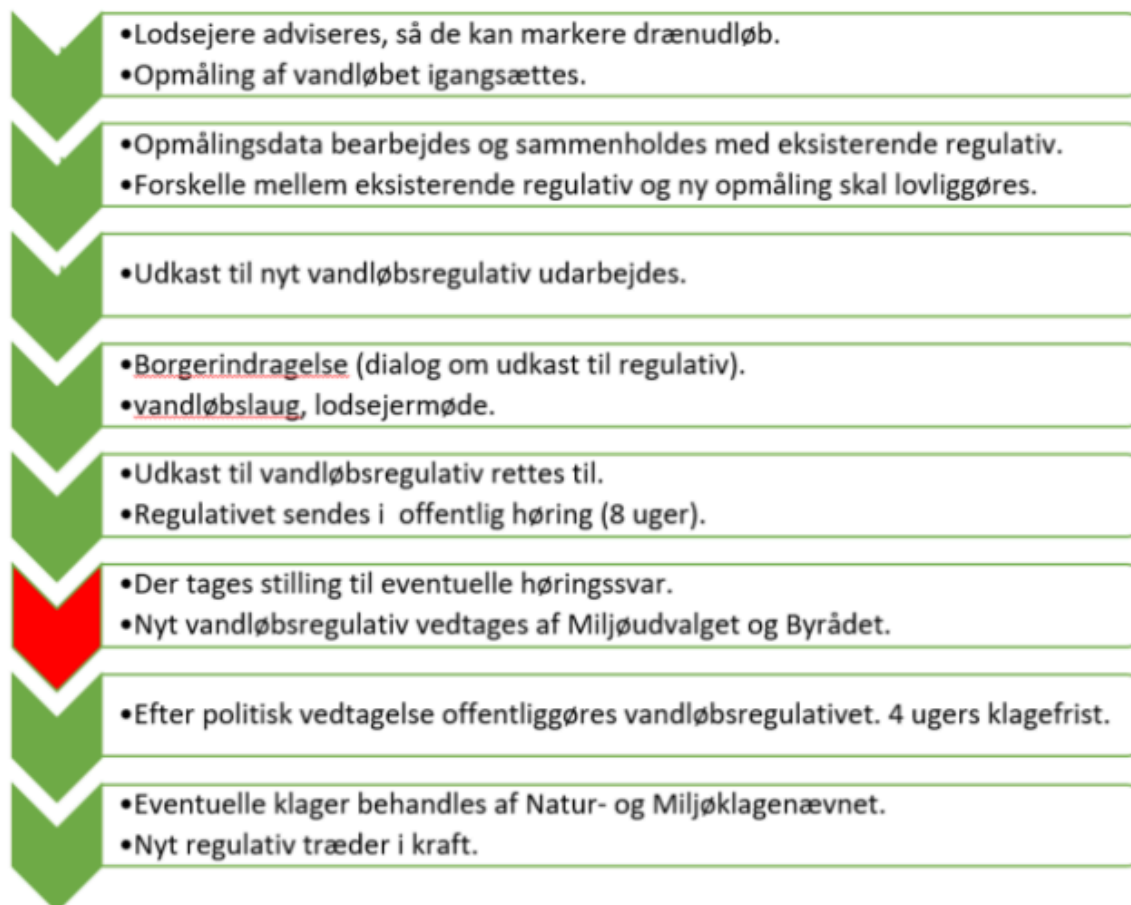 •Lodsejere adviseres, så de kan markere drænudløb.
•Opmåling af vandløbet igangsættes.
•Opmålingsdata bearbejdes og sammenholdes med eksisterende regulativ.
•Forskelle mellem eksisterende regulativ og ny opmåling skal lovliggøres.
•Udkast til nyt vandløbsregulativ udarbejdes.
•Borgerindragelse (dialog om udkast til regulativ).
•vandløbslaug, lodsejermøde.
•Udkast til vandløbsregulativ rettes til.
•Regulativet sendes i  offentlig høring (8 uger).
•Der tages stilling til eventuelle høringssvar.
•Nyt vandløbsregulativ vedtages af Miljøudvalget og Byrådet.
•Efter politisk vedtagelse offentliggøres vandløbsregulativet. 4 ugers klagefrist.
•Eventuelle klager behandles af Natur- og Miljøklagenævnet.
•Nyt regulativ træder i kraft.